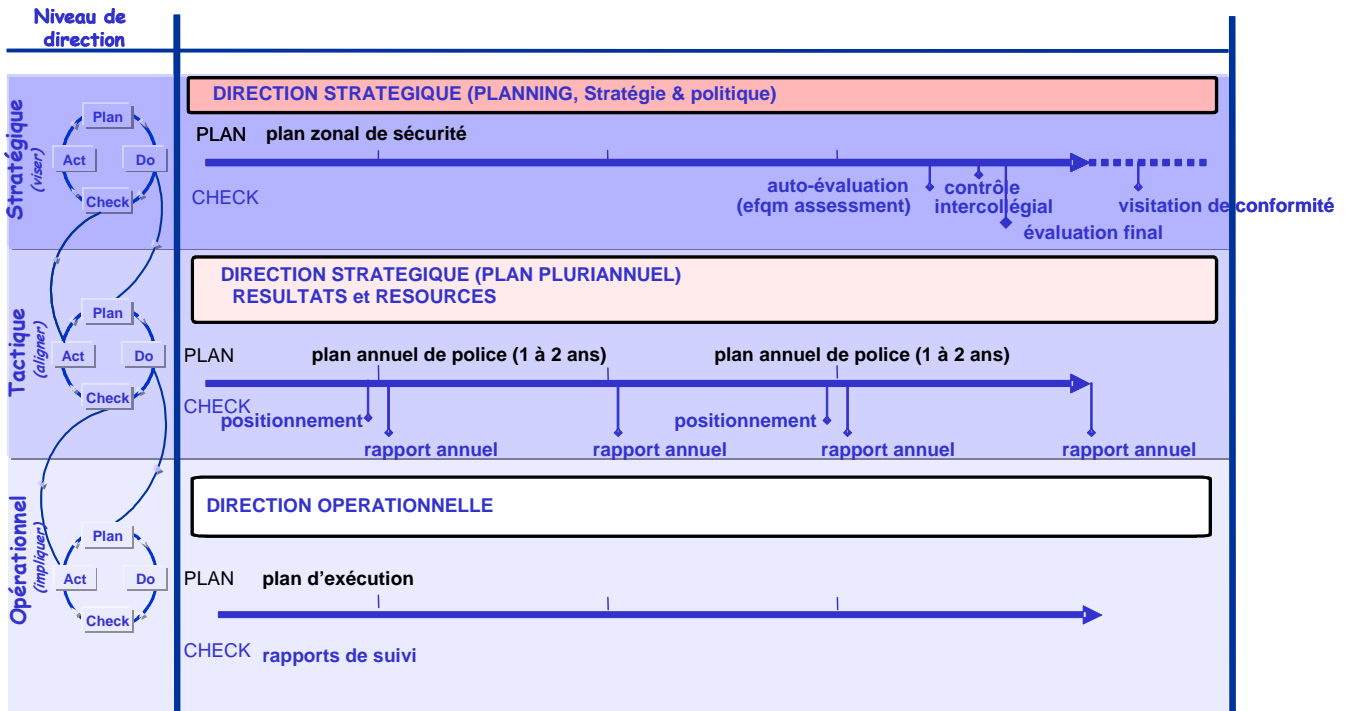 Niveau de
direction
Stratégique
(viser)
Plan
Act
Do
Check
DIRECTION STRATEGIQUE (PLANNING, Stratégie & politique)
PLAN plan zonal de sécurité
CHECK
auto-évaluation
(efqm assessment)
contrôle
intercollégial
évaluation final
visitation de conformité
Tactique
(aligner)
Plan
Act
Do
Check
DIRECTION STRATEGIQUE (PLAN PLURIANNUEL)
RESULTATS et RESOURCES
PLAN plan annuel de police (1 à 2 ans) plan annuel de police (1 à 2 ans)
CHECK
positionnement positionnement
rapport annuel rapport annuel rapport annuel rapport annuel
Opérationnel
(impliquer)
Plan
Act
Do
Check
DIRECTION OPERATIONNELLE
PLAN plan d’exécution
CHECK rapports de suivi